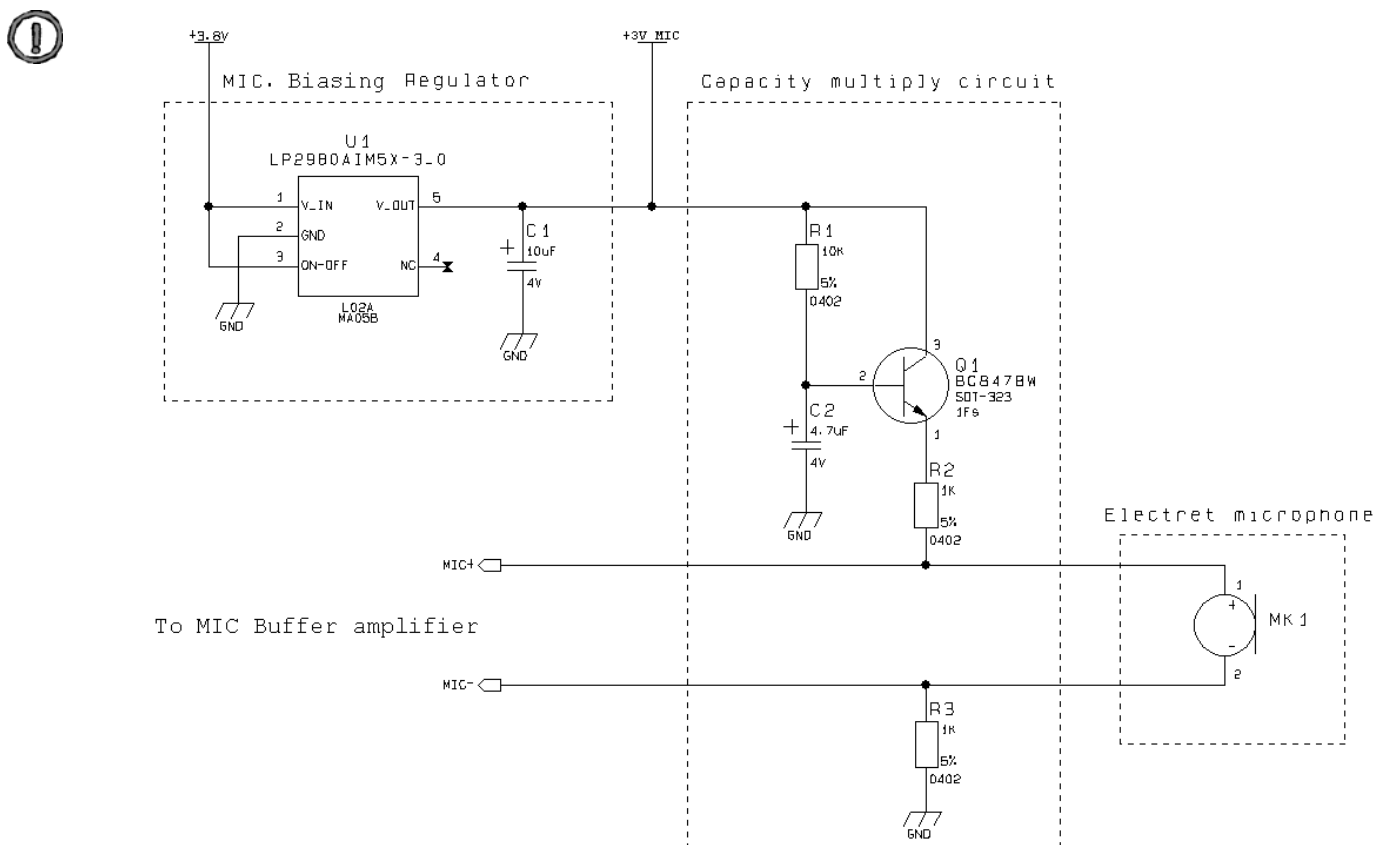 +3.8V
+3V MIC
MIC. Biasing Regulator
Capacity multiply circuit
U1
LP2980AIM5X-3_0
1
V_IN
V_OUT
5
2
GND
3
ON-OFF
NC
4
L02A
MA05B
GND
+
C1
10uF
4V
GND
R1
10K
5%
0402
3
2
Q1
BC847BW
SOT-323
1Fs
1
+
C2
4.7uF
4V
GND
R2
1K
5%
0402
Electret microphone
MIC+
1
+
MK1
-
2
To MIC Buffer amplifier
MIC-
R3
1K
5%
0402
GND